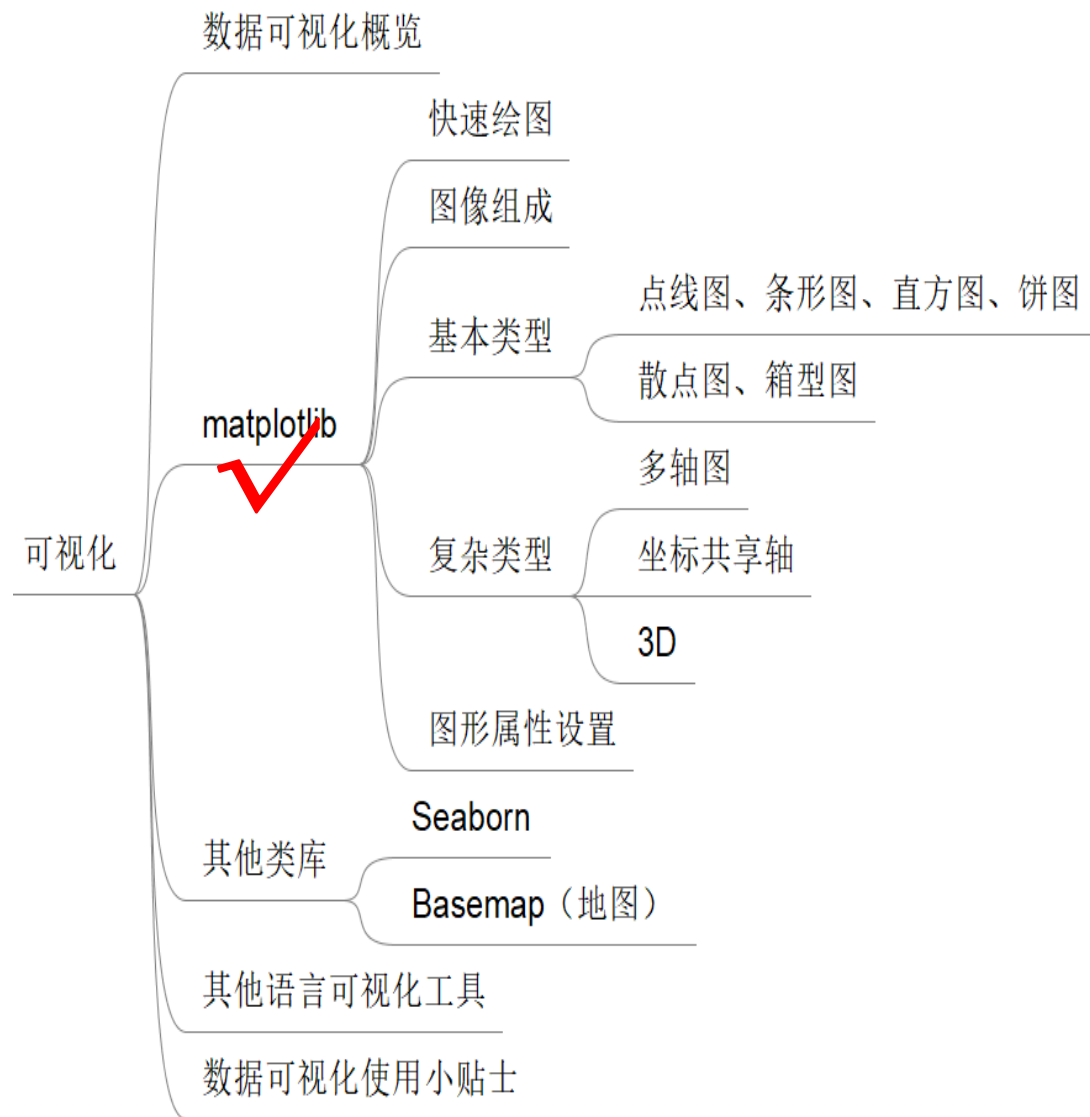 数据可视化概览
快速绘图
图像组成
点线图、条形图、直方图、饼图
基本类型
散点图、箱型图
matplotlib
多轴图
可视化
复杂类型
坐标共享轴
3D
图形属性设置
Seaborn
其他类库
Basemap（地图）
其他语言可视化工具
数据可视化使用小贴士